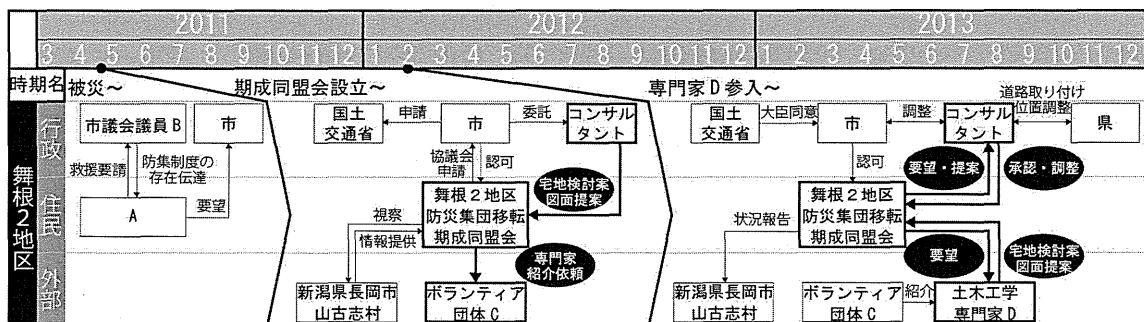 2011 2012 2013
3 4 5 6 7 8 9 10 11 12 1 2 3 4 5 6 7 8 9 10 11 12 1 2 3 4 5 6 7 8 9 10 11 12
時期名 被災～ 期成同盟会設立～ 専門家D参入～
舞根2地区
行政
住民
外部
市議会議員B
市
救援要請
防集制度の
存在伝達
要望
A
国土
交通省
申請
市
委託
コンサル
タント
協議会
申請
認可
宅地検討案
図面提案
舞根2地区
防災集団移転
期成同盟会
視察
情報提供
専門家
紹介依頼
新潟県長岡市
山古志村
ボランティア
団体C
国土
交通省
大臣同意
市
調整
コンサル
タント
道路取り付け
位置調整
県
認可
要望・提案
承認・調整
舞根2地区
防災集団移転
期成同盟会
状況報告
要望
宅地検討案
図面提案
新潟県長岡市
山古志村
ボランティア
団体C
紹介
土木工学
専門家D